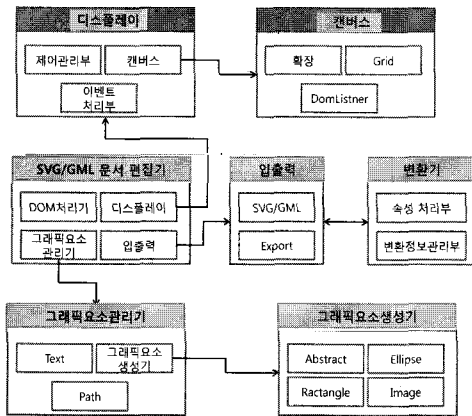 디스플레이
제어관리부
캔버스
이벤트
처리부
캔버스
확장
Grid
DomListner
SVG/GML 문서 편집기
DOM처리기
디스플레이
그래픽요소
관리기
입출력
입출력
SVG/GML
Export
변환기
속성 처리부
변환정보관리부
그래픽요소관리기
Text
그래픽요소
생성기
Path
그래픽요소생성기
Abstract
Ellipse
Ractangle
Image